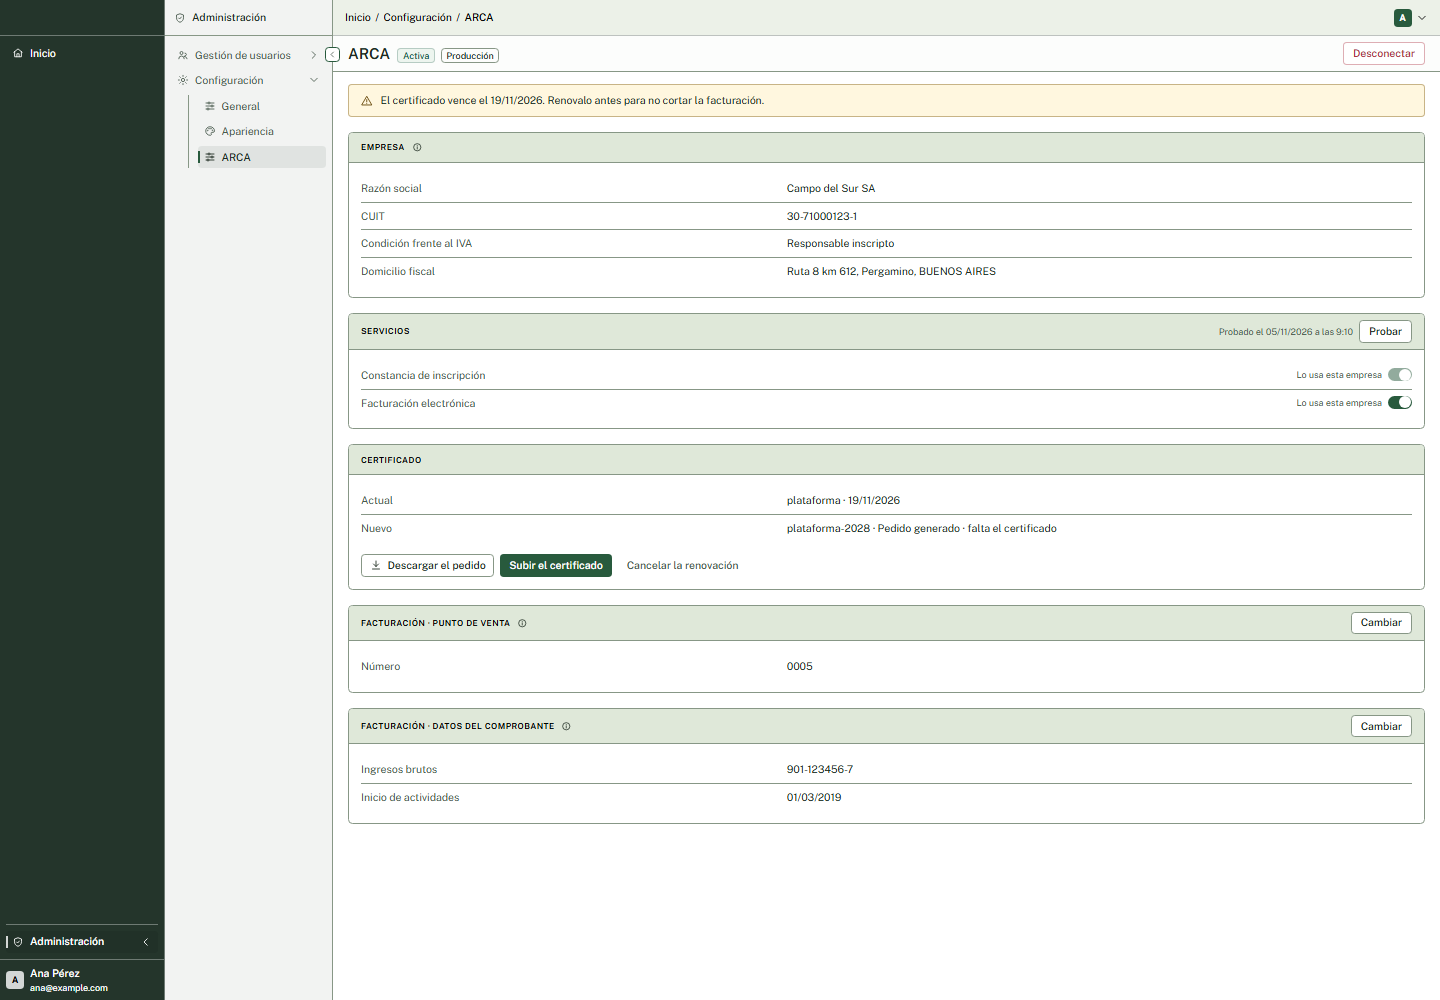 Administración
Inicio / Configuración / ARCA
A
Inicio
Gestión de usuarios
Configuración
General
Apariencia
ARCA
ARCA Activa Producción
Desconectar
El certificado vence el 19/11/2026. Renovalo antes para no cortar la facturación.
EMPRESA
Razón social Campo del Sur SA
CUIT 30-71000123-1
Condición frente al IVA Responsable inscripto
Domicilio fiscal Ruta 8 km 612, Pergamino, BUENOS AIRES
SERVICIOS Probado el 05/11/2026 a las 9:10 Probar
Constancia de inscripción Lo usa esta empresa
Facturación electrónica Lo usa esta empresa
CERTIFICADO
Actual plataforma · 19/11/2026
Nuevo plataforma-2028 · Pedido generado · falta el certificado
Descargar el pedido Subir el certificado Cancelar la renovación
FACTURACIÓN · PUNTO DE VENTA Cambiar
Número 0005
FACTURACIÓN · DATOS DEL COMPROBANTE Cambiar
Ingresos brutos 901-123456-7
Inicio de actividades 01/03/2019
Administración
A
Ana Pérez
ana@example.com